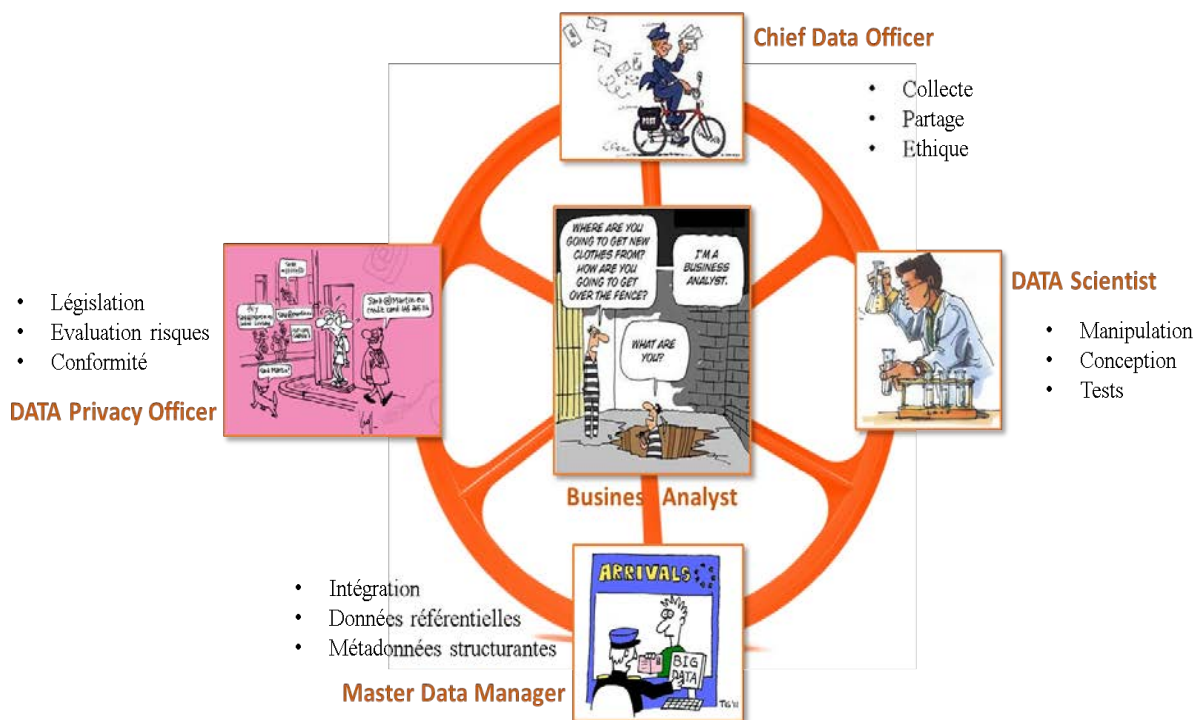 Chief Data Officer
• Collecte
• Partage
• Ethique
POST
WHERE ARE YOU
GOING TO GET NEW
CLOTHES FROM?
HOW ARE YOU
GOING TO GET
OVER THE FENCE?
I'M A
BUSINESS
ANALYST.
WHAT ARE
YOU?
Business Analyst
DATA Scientist
• Manipulation
• Conception
• Tests
• Législation
• Evaluation risques
• Conformité
DATA Privacy Officer
ARRIVALS
BIG
DATA
• Intégration
• Données référentielles
• Métadonnées structurantes
Master Data Manager